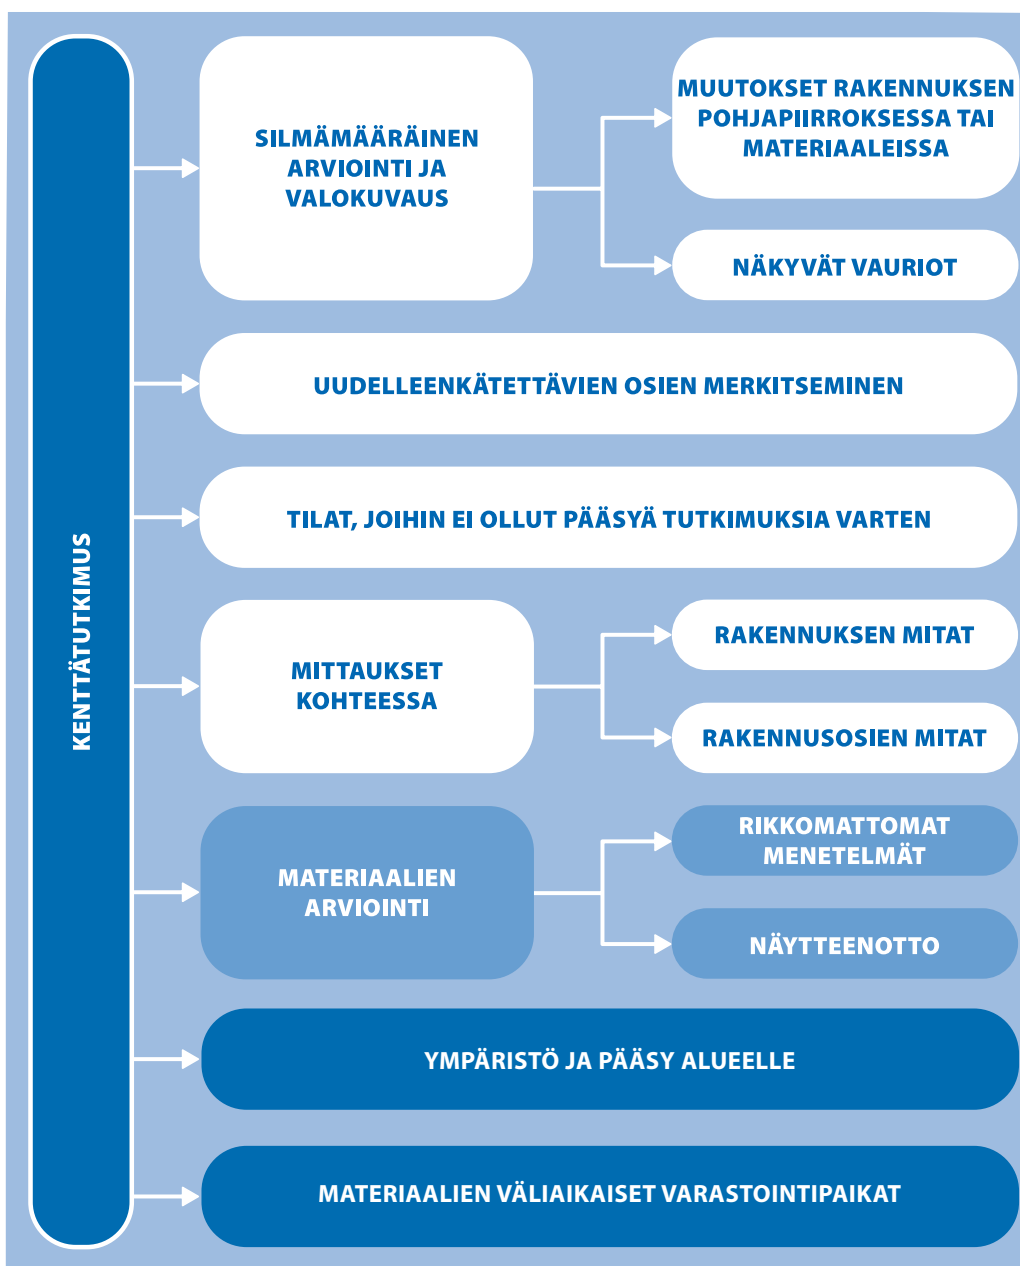 KENTTÄTUTKIMUS
SILMÄMÄÄRÄINEN
ARVIOINTI JA
VALOKUVAUS
MUUTOKSET RAKENNUKSEN
POHJAPIIRROKSESSA TAI
MATERIAALEISSA
NÄKYVÄT VAURIOT
UUDELLEENKÄTETTÄVIEN OSIEN MERKITSEMINEN
TILAT, JOIHIN EI OLLUT PÄÄSYÄ TUTKIMUKSIA VARTEN
MITTAUKSET
KOHTEESSA
RAKENNUKSEN MITAT
RAKENNUSOSIEN MITAT
MATERIAALIEN
ARVIOINTI
RIKKOMATTOMAT
MENETELMÄT
NÄYTTEENOTTO
YMPÄRISTÖ JA PÄÄSY ALUEELLE
MATERIAALIEN VÄLIAIKAISET VARASTOINTIPAIKAT